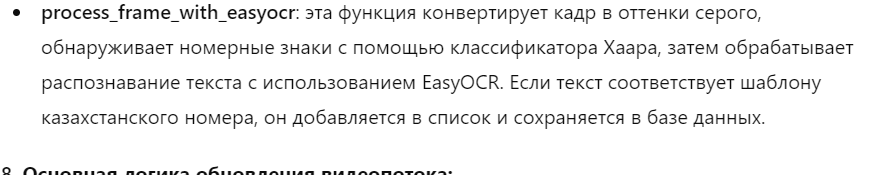 • process_frame_with_easyocr: эта функция конвертирует кадр в оттенки серого,
обнаруживает номерные знаки с помощью классификатора Хаара, затем обрабатывает
распознавание текста с использованием EasyOCR. Если текст соответствует шаблону
казахстанского номера, он добавляется в список и сохраняется в базе данных.
8. Основная логика обновления видеопотока: